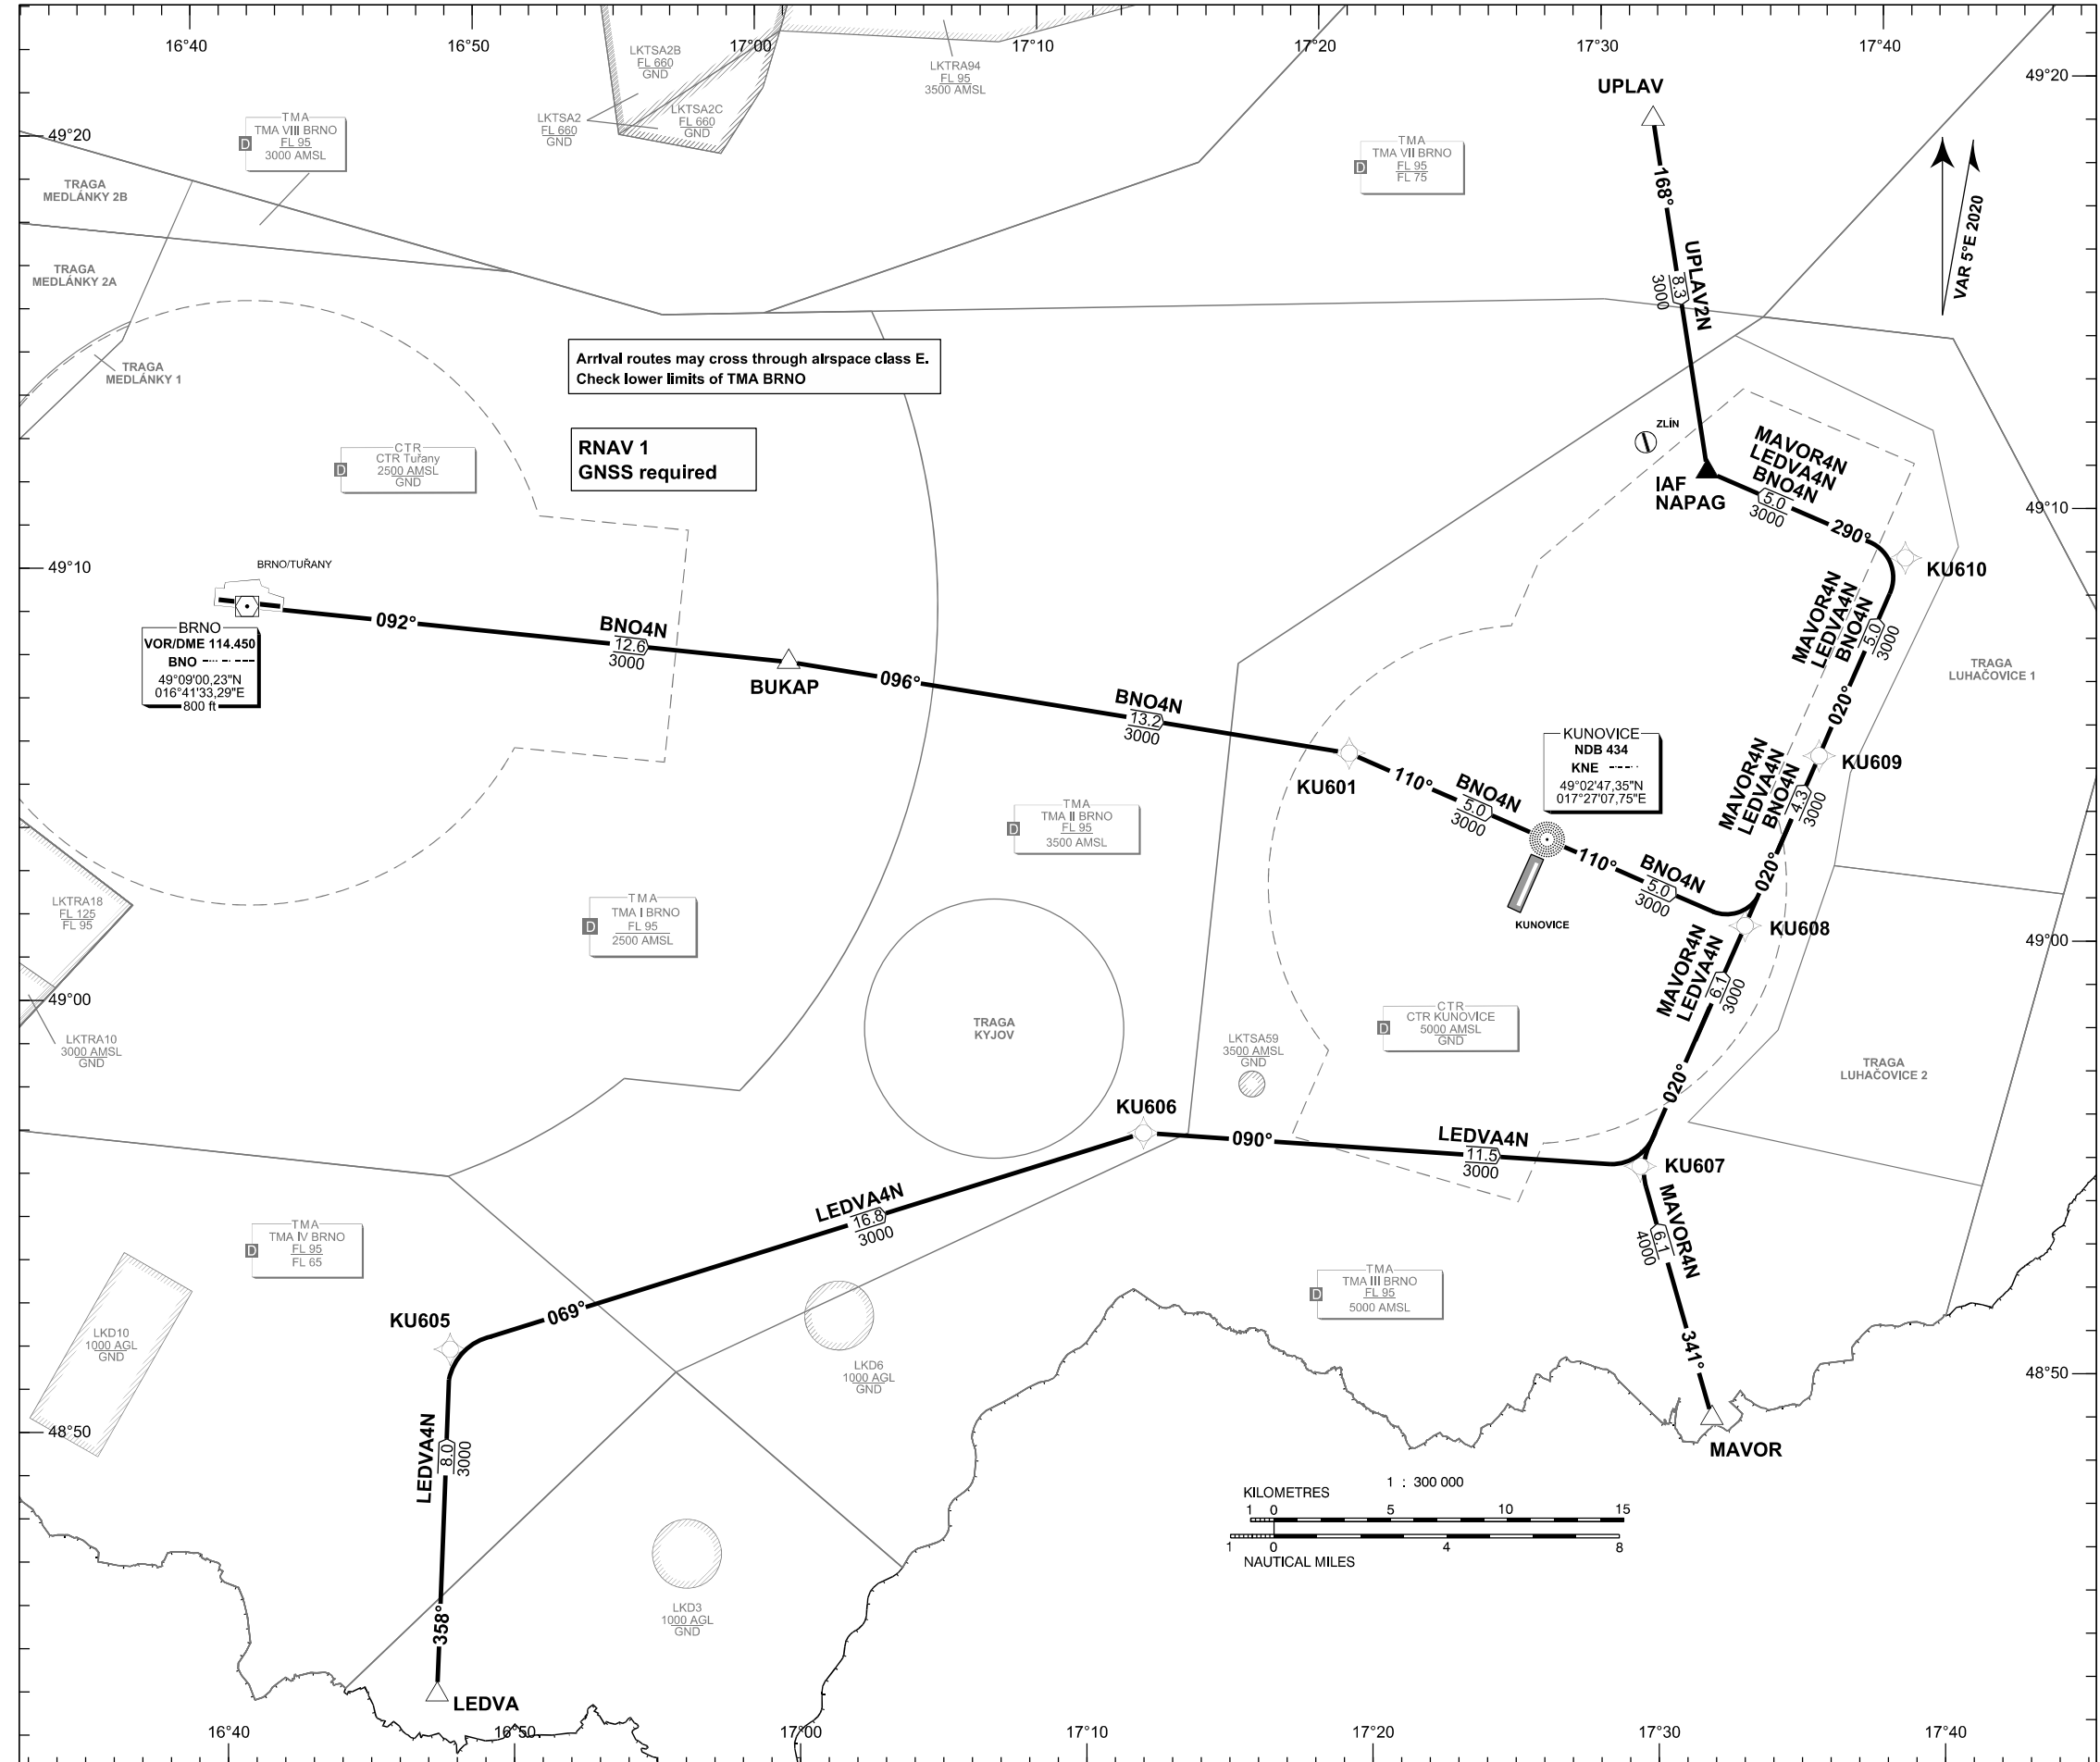 16°40
16°50
17°00
17°10
17°20
17°30
17°40
49°20
49°20
LKTSA2B
FL 660
GND
LKTSA2
FL 660
GND
LKTSA2C
FL 660
GND
LKTRA94
FL 95
3500 AMSL
TMA
TMA VIII BRNO
FL 95
3000 AMSL
D
TMA
TMA VII BRNO
FL 95
FL 75
D
UPLAV
168°
UPLAV2N
8.3
3000
VAR 5°E 2020
TRAGA
MEDLÁNKY 2B
TRAGA
MEDLÁNKY 2A
TRAGA
MEDLÁNKY 1
Arrival routes may cross through airspace class E.
Check lower limits of TMA BRNO
RNAV 1
GNSS required
CTR
CTR Tuřany
2500 AMSL
GND
D
ZLÍN
IAF
NAPAG
MAVOR4N
LEDVA4N
BNO4N
5.0
3000
290°
KU610
49°10
49°10
BRNO/TUŘANY
BRNO
VOR/DME 114.450
BNO
49°09'00,23"N
016°41'33,29"E
800 ft
092°
BNO4N
12.6
3000
BUKAP
096°
BNO4N
13.2
3000
KU601
110°
BNO4N
5.0
3000
KUNOVICE
NDB 434
KNE
49°02'47,35"N
017°27'07,75"E
KUNOVICE
110°
BNO4N
5.0
3000
MAVOR4N
LEDVA4N
BNO4N
5.0
3000
020°
KU609
MAVOR4N
LEDVA4N
BNO4N
4.3
3000
020°
KU608
MAVOR4N
LEDVA4N
6.1
3000
020°
TRAGA
LUHAČOVICE 1
TRAGA
LUHAČOVICE 2
TMA
TMA II BRNO
FL 95
3500 AMSL
D
TMA
TMA I BRNO
FL 95
2500 AMSL
D
LKTRA18
FL 125
FL 95
49°00
49°00
LKTRA10
3000 AMSL
GND
TRAGA
KYJOV
LKTSA59
3500 AMSL
GND
CTR
CTR KUNOVICE
5000 AMSL
GND
D
KU606
090°
LEDVA4N
11.5
3000
KU607
MAVOR4N
6.1
4000
341°
MAVOR
LEDVA4N
16.8
3000
069°
KU605
TMA
TMA IV BRNO
FL 95
FL 65
D
TMA
TMA III BRNO
FL 95
5000 AMSL
D
LKD10
1000 AGL
GND
LKD6
1000 AGL
GND
LKD3
1000 AGL
GND
48°50
48°50
LEDVA4N
8.0
3000
358°
LEDVA
1 : 300 000
KILOMETRES
1 0 5 10 15
1 0 4 8
NAUTICAL MILES
16°40
16°50
17°00
17°10
17°20
17°30
17°40